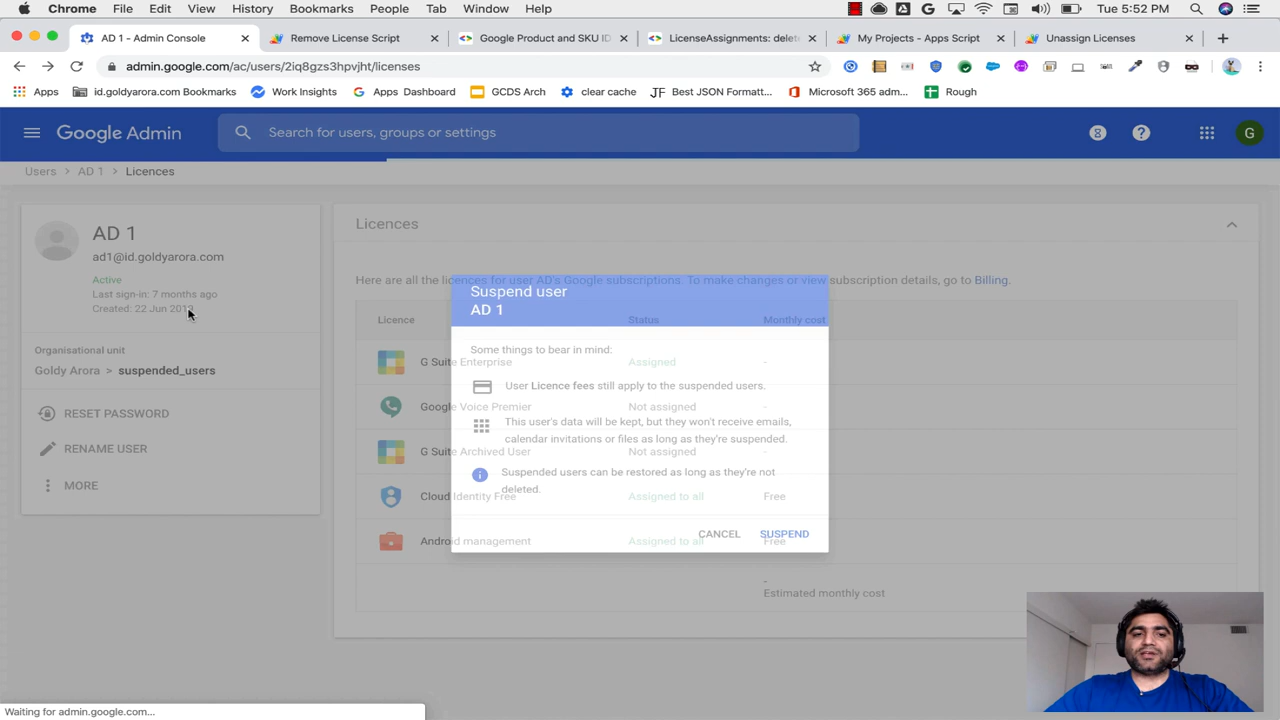 Chrome File Edit View History Bookmarks People Tab Window Help Tue 5:52 PM
AD 1 - Admin Console Remove License Script Google Product and SKU ID LicenseAssignments: delet My Projects - Apps Script Unassign Licenses
admin.google.com/ac/users/2iq8gzs3hpvjht/licenses
Apps id.goldyarora.com Bookmarks Work Insights Apps Dashboard GCDS Arch clear cache JT Best JSON Formatt... Microsoft 365 adm... Rough
Google Admin Search for users, groups or settings G
Users > AD 1 > Licences
AD 1
ad1@id.goldyarora.com
Active
Last sign-in: 7 months ago
Created: 22 Jun 2019
Organisational unit
Goldy Arora > suspended_users
RESET PASSWORD
RENAME USER
MORE
Licences
Here are all the licences for user AD's Google subscriptions. To make changes or view subscription details, go to Billing.
Licence Status Monthly cost
G Suite Enterprise Assigned -
Google Voice Premier Not assigned -
G Suite Archived User Not assigned -
Cloud Identity Free Assigned to all Free
Android management Assigned to all Free
-
Estimated monthly cost
Suspend user
AD 1
Some things to bear in mind:
User Licence fees still apply to the suspended users.
This user's data will be kept, but they won't receive emails,
calendar invitations or files as long as they're suspended.
Suspended users can be restored as long as they're not
deleted.
CANCEL SUSPEND
Waiting for admin.google.com...